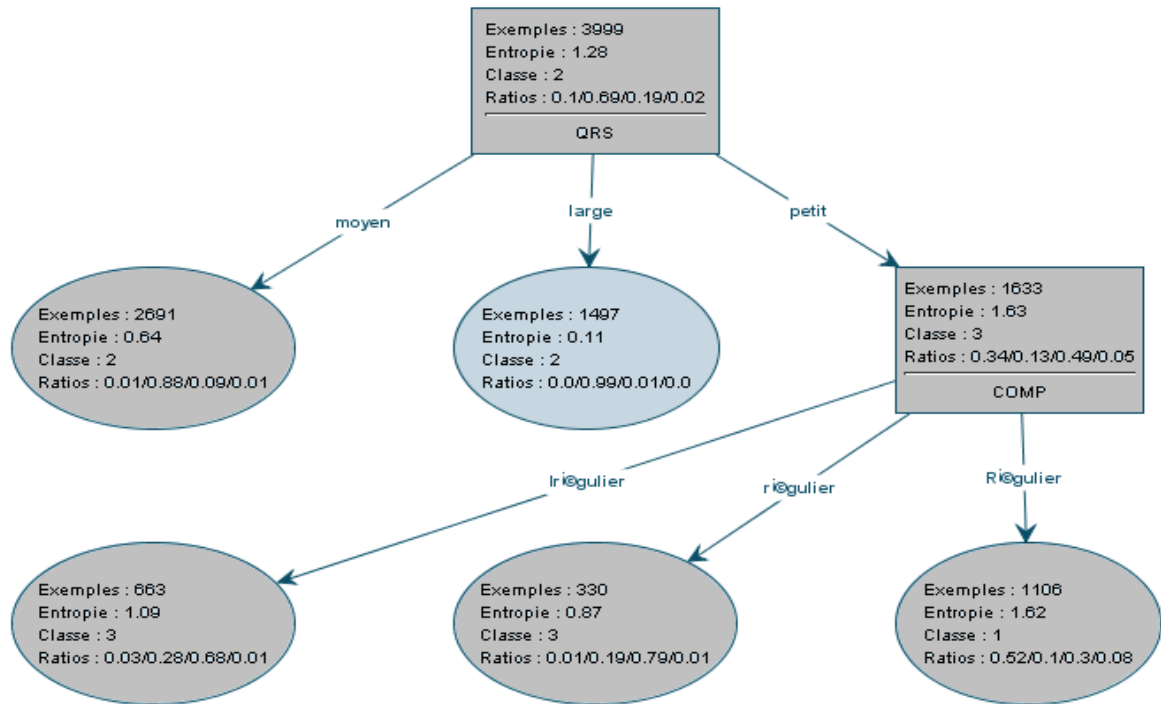 Exemples : 3999
Entropie : 1.28
Classe : 2
Ratios : 0.1/0.69/0.19/0.02
QRS
moyen
large
petit
Exemples : 2691
Entropie : 0.64
Classe : 2
Ratios : 0.01/0.88/0.09/0.01
Exemples : 1497
Entropie : 0.11
Classe : 2
Ratios : 0.0/0.99/0.01/0.0
Exemples : 1633
Entropie : 1.63
Classe : 3
Ratios : 0.34/0.13/0.49/0.05
COMP
Iri©gulier
ri©gulier
Ri©gulier
Exemples : 663
Entropie : 1.09
Classe : 3
Ratios : 0.03/0.28/0.68/0.01
Exemples : 330
Entropie : 0.87
Classe : 3
Ratios : 0.01/0.19/0.79/0.01
Exemples : 1106
Entropie : 1.62
Classe : 1
Ratios : 0.52/0.1/0.3/0.08